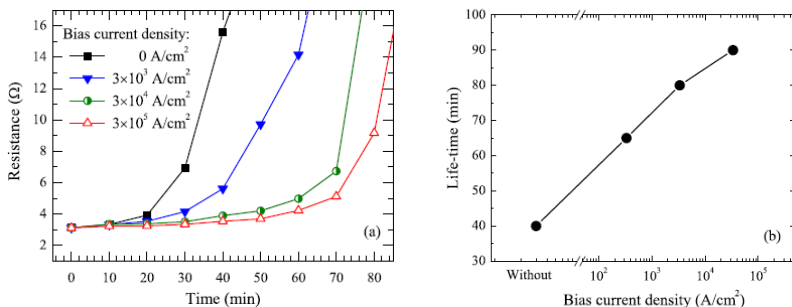 16
14
12
10
8
6
4
2
Resistance (Ω)
Bias current density:
0 A/cm²
3×10³ A/cm²
3×10⁴ A/cm²
3×10⁵ A/cm²
(a)
0 10 20 30 40 50 60 70 80
Time (min)
100
90
80
70
60
50
40
30
Life-time (min)
(b)
Without 10² 10³ 10⁴ 10⁵
Bias current density (A/cm²)